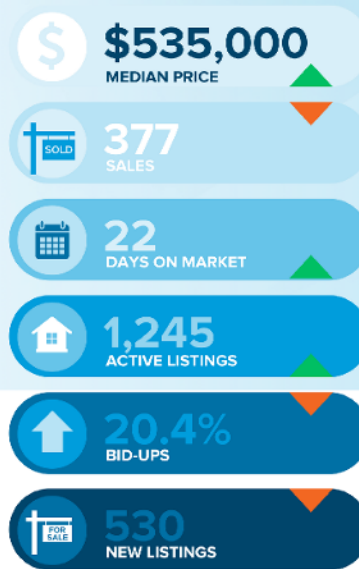 $
$535,000
MEDIAN PRICE
SOLD
377
SALES
22
DAYS ON MARKET
1,245
ACTIVE LISTINGS
20.4%
BID-UPS
FOR
SALE
530
NEW LISTINGS